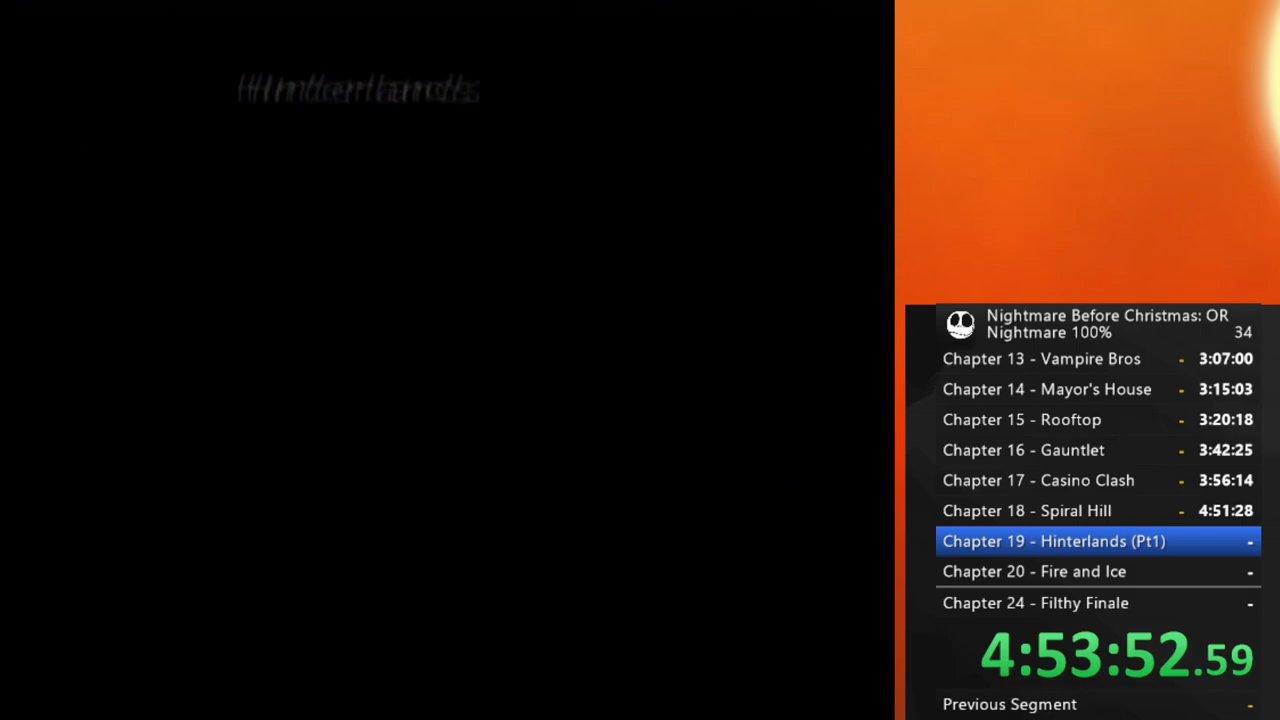 Hinterlands
Nightmare Before Christmas: OR
Nightmare 100% 34
Chapter 13 - Vampire Bros - 3:07:00
Chapter 14 - Mayor's House - 3:15:03
Chapter 15 - Rooftop - 3:20:18
Chapter 16 - Gauntlet - 3:42:25
Chapter 17 - Casino Clash - 3:56:14
Chapter 18 - Spiral Hill - 4:51:28
Chapter 19 - Hinterlands (Pt1) -
Chapter 20 - Fire and Ice -
Chapter 24 - Filthy Finale -
4:53:52.59
Previous Segment -